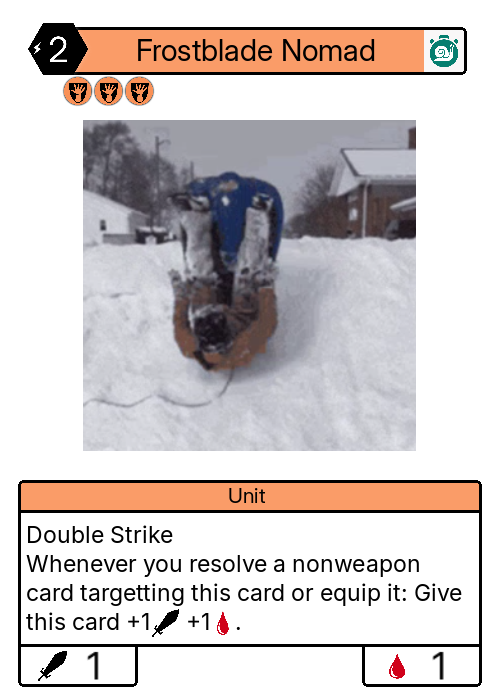 2
Frostblade Nomad
Unit
Double Strike
Whenever you resolve a nonweapon
card targetting this card or equip it: Give
this card +1 +1 .
1
1